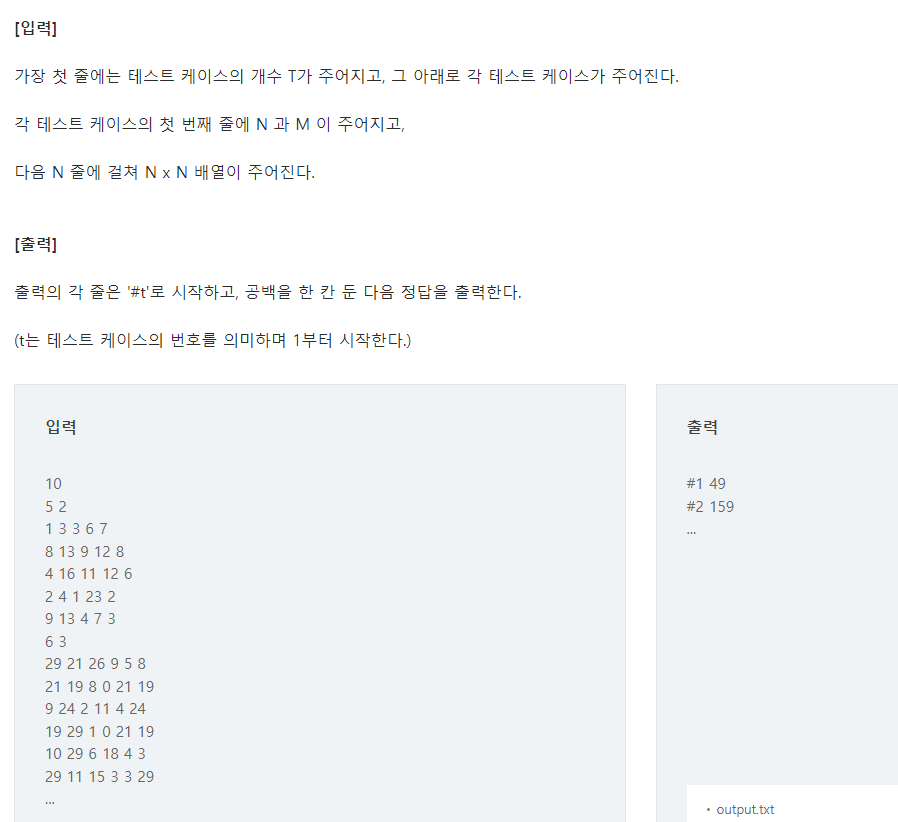 [입력]
가장 첫 줄에는 테스트 케이스의 개수 T가 주어지고, 그 아래로 각 테스트 케이스가 주어진다.
각 테스트 케이스의 첫 번째 줄에 N 과 M 이 주어지고,
다음 N 줄에 걸쳐 N x N 배열이 주어진다.
[출력]
출력의 각 줄은 '#t'로 시작하고, 공백을 한 칸 둔 다음 정답을 출력한다.
(t는 테스트 케이스의 번호를 의미하며 1부터 시작한다.)
입력
10
5 2
1 3 3 6 7
8 13 9 12 8
4 16 11 12 6
2 4 1 23 2
9 13 4 7 3
6 3
29 21 26 9 5 8
21 19 8 0 21 19
9 24 2 11 4 24
19 29 1 0 21 19
10 29 6 18 4 3
29 11 15 3 3 29
...
출력
#1 49
#2 159
...
• output.txt